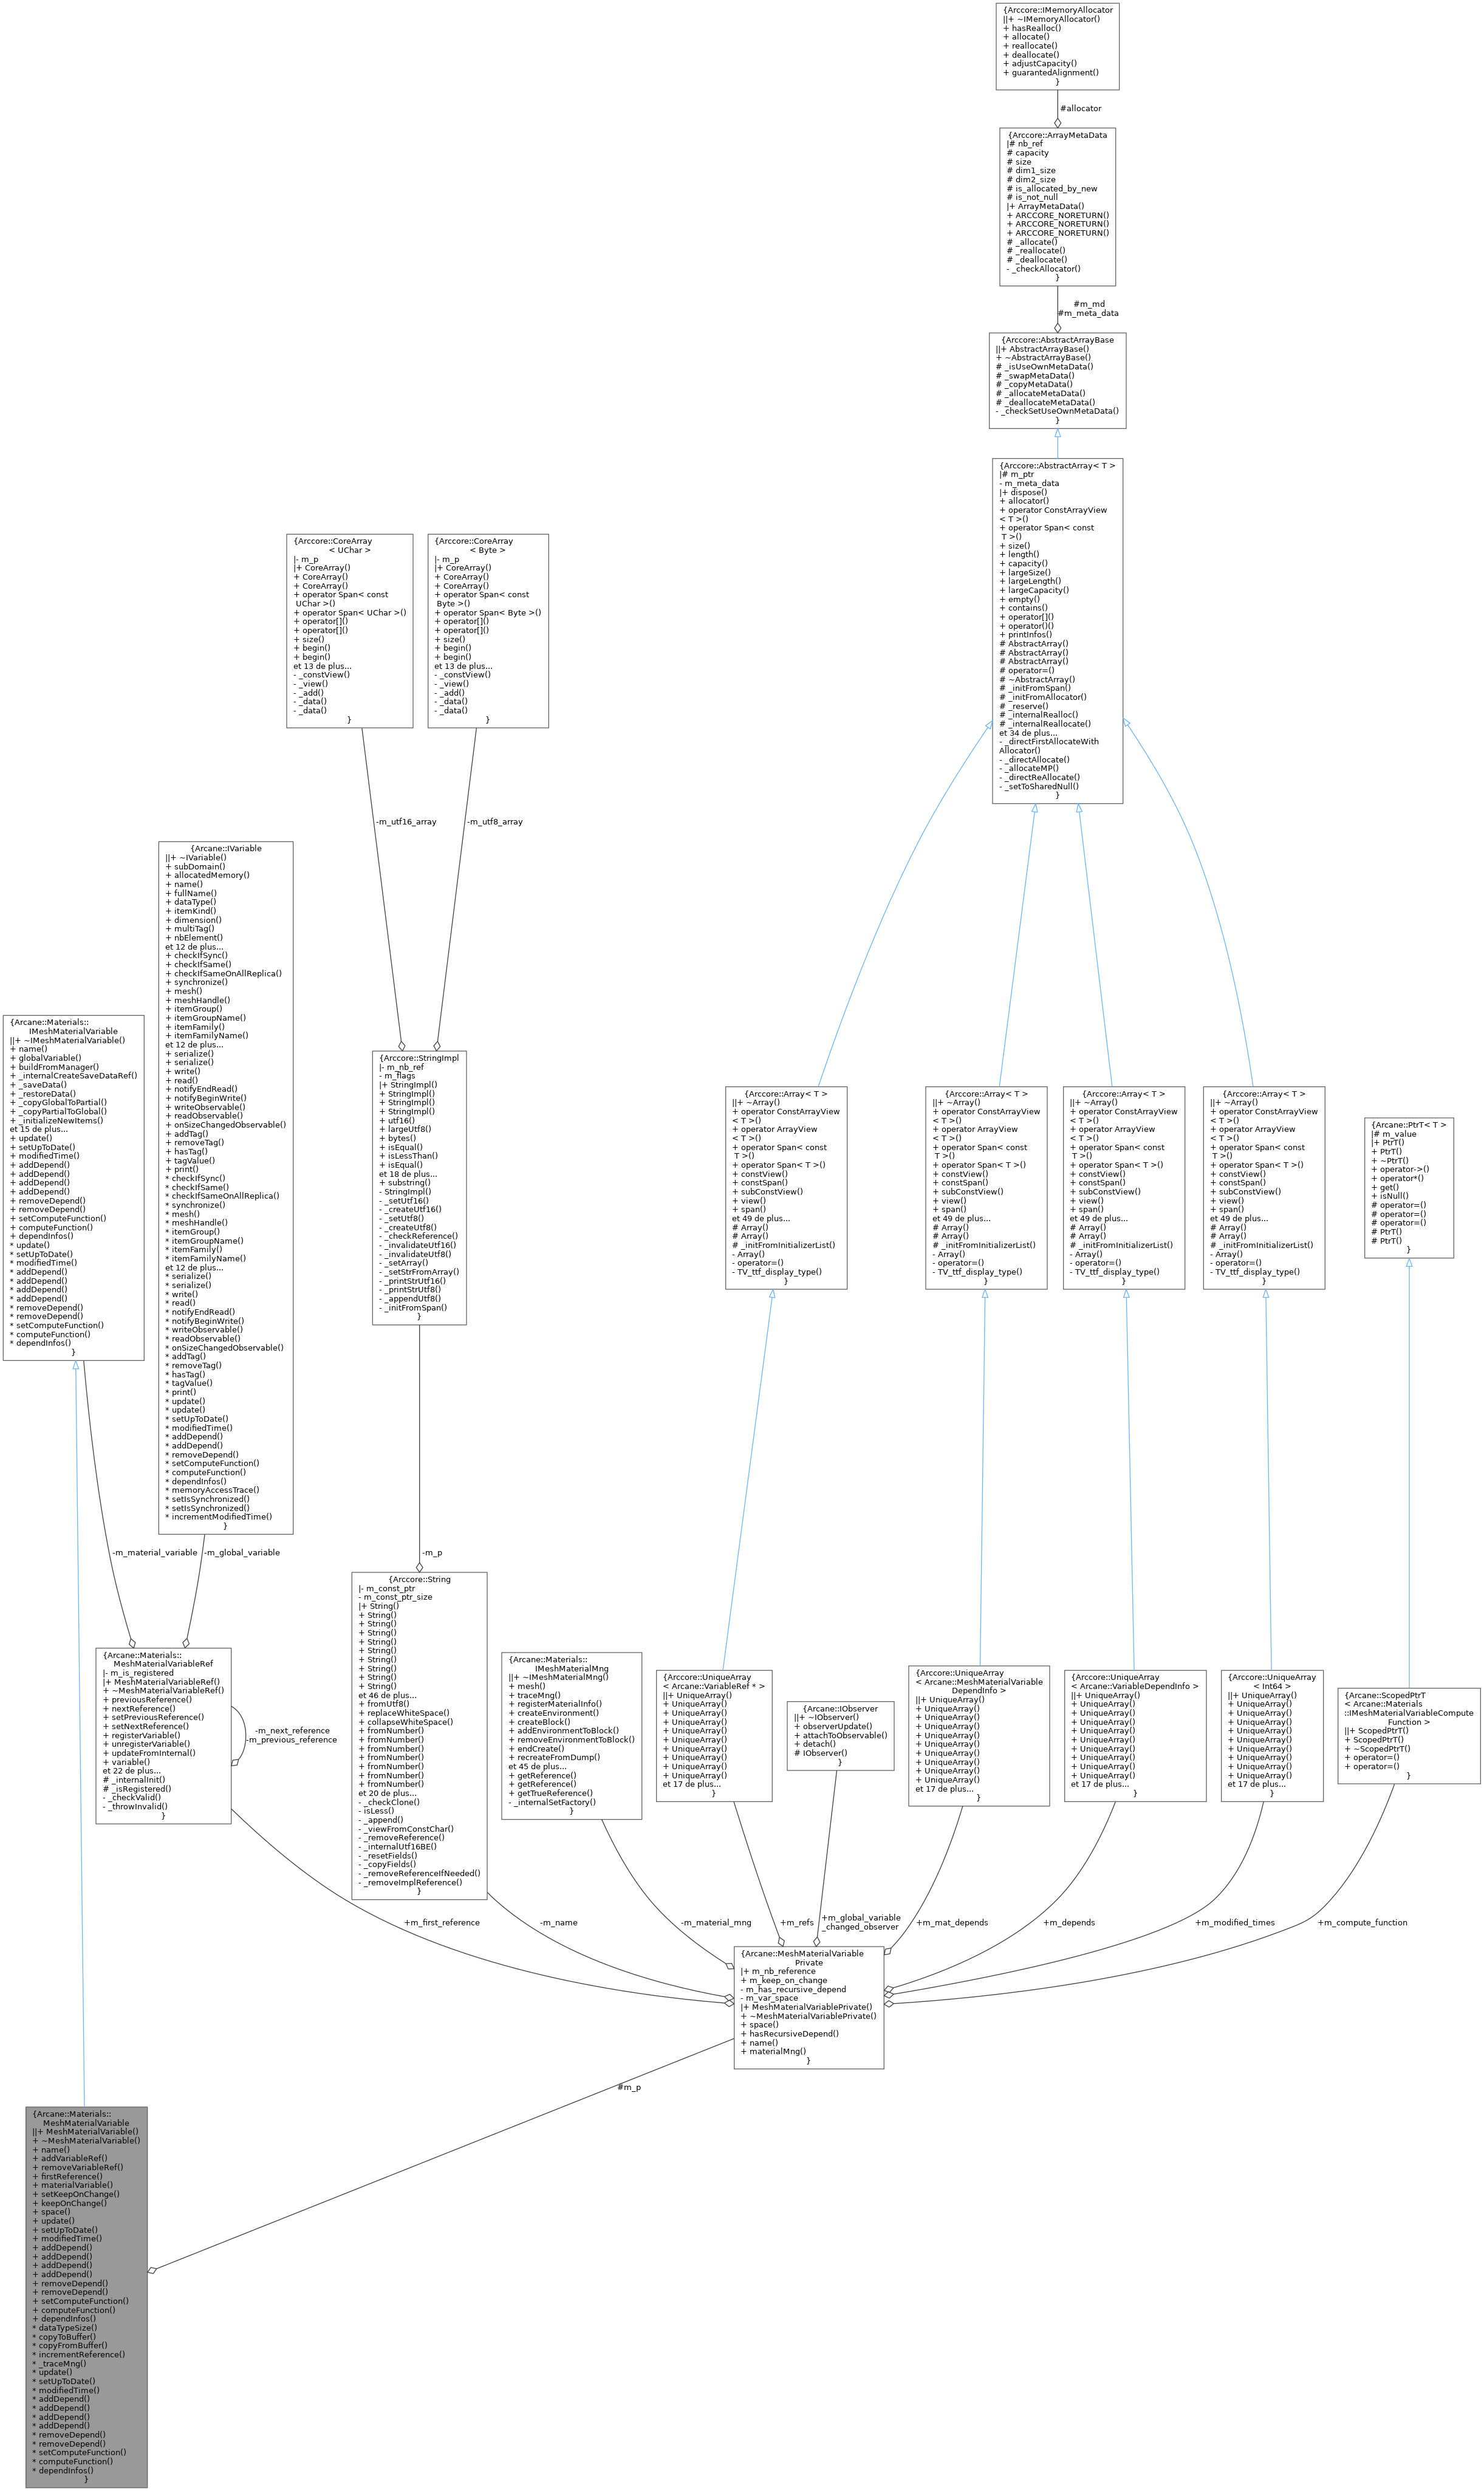 {Arccore::IMemoryAllocator
||+ ~IMemoryAllocator()
+ hasRealloc()
+ allocate()
+ reallocate()
+ deallocate()
+ adjustCapacity()
+ guarantedAlignment()
}
#allocator
{Arccore::ArrayMetaData
|# nb_ref
# capacity
# size
# dim1_size
# dim2_size
# is_allocated_by_new
# is_not_null
|+ ArrayMetaData()
+ ARCCORE_NORETURN()
+ ARCCORE_NORETURN()
+ ARCCORE_NORETURN()
# _allocate()
# _reallocate()
# _deallocate()
- _checkAllocator()
}
#m_md
#m_meta_data
{Arccore::AbstractArrayBase
||+ AbstractArrayBase()
+ ~AbstractArrayBase()
# _isUseOwnMetaData()
# _swapMetaData()
# _copyMetaData()
# _allocateMetaData()
# _deallocateMetaData()
- _checkSetUseOwnMetaData()
}
{Arccore::AbstractArray< T >
|# m_ptr
- m_meta_data
|+ dispose()
+ allocator()
+ operator ConstArrayView
< T >()
+ operator Span< const
T >()
+ size()
+ length()
+ capacity()
+ largeSize()
+ largeLength()
+ largeCapacity()
+ empty()
+ contains()
+ operator[]()
+ operator()()
+ printInfos()
# AbstractArray()
# AbstractArray()
# AbstractArray()
# operator=()
# ~AbstractArray()
# _initFromSpan()
# _initFromAllocator()
# _reserve()
# _internalRealloc()
# _internalReallocate()
et 34 de plus...
- _directFirstAllocateWith
Allocator()
- _directAllocate()
- _allocateMP()
- _directReAllocate()
- _setToSharedNull()
}
{Arccore::CoreArray
< UChar >
|- m_p
|+ CoreArray()
+ CoreArray()
+ CoreArray()
+ operator Span< const
UChar >()
+ operator Span< UChar >()
+ operator[]()
+ operator[]()
+ size()
+ begin()
+ begin()
et 13 de plus...
- _constView()
- _view()
- _add()
- _data()
- _data()
}
{Arccore::CoreArray
< Byte >
|- m_p
|+ CoreArray()
+ CoreArray()
+ CoreArray()
+ operator Span< const
Byte >()
+ operator Span< Byte >()
+ operator[]()
+ operator[]()
+ size()
+ begin()
+ begin()
et 13 de plus...
- _constView()
- _view()
- _add()
- _data()
- _data()
}
-m_utf16_array
-m_utf8_array
{Arcane::IVariable
||+ ~IVariable()
+ subDomain()
+ allocatedMemory()
+ name()
+ fullName()
+ dataType()
+ itemKind()
+ dimension()
+ multiTag()
+ nbElement()
et 12 de plus...
+ checkIfSync()
+ checkIfSame()
+ checkIfSameOnAllReplica()
+ synchronize()
+ mesh()
+ meshHandle()
+ itemGroup()
+ itemGroupName()
+ itemFamily()
+ itemFamilyName()
et 12 de plus...
+ serialize()
+ serialize()
+ write()
+ read()
+ notifyEndRead()
+ notifyBeginWrite()
+ writeObservable()
+ readObservable()
+ onSizeChangedObservable()
+ addTag()
+ removeTag()
+ hasTag()
+ tagValue()
+ print()
* checkIfSync()
* checkIfSame()
* checkIfSameOnAllReplica()
* synchronize()
* mesh()
* meshHandle()
* itemGroup()
* itemGroupName()
* itemFamily()
* itemFamilyName()
et 12 de plus...
* serialize()
* serialize()
* write()
* read()
* notifyEndRead()
* notifyBeginWrite()
* writeObservable()
* readObservable()
* onSizeChangedObservable()
* addTag()
* removeTag()
* hasTag()
* tagValue()
* print()
* update()
* update()
* setUpToDate()
* modifiedTime()
* addDepend()
* addDepend()
* removeDepend()
* setComputeFunction()
* computeFunction()
* dependInfos()
* memoryAccessTrace()
* setIsSynchronized()
* setIsSynchronized()
* incrementModifiedTime()
}
{Arcane::Materials::
IMeshMaterialVariable
||+ ~IMeshMaterialVariable()
+ name()
+ globalVariable()
+ buildFromManager()
+ _internalCreateSaveDataRef()
+ _saveData()
+ _restoreData()
+ _copyGlobalToPartial()
+ _copyPartialToGlobal()
+ _initializeNewItems()
et 15 de plus...
+ update()
+ setUpToDate()
+ modifiedTime()
+ addDepend()
+ addDepend()
+ addDepend()
+ addDepend()
+ removeDepend()
+ removeDepend()
+ setComputeFunction()
+ computeFunction()
+ dependInfos()
* update()
* setUpToDate()
* modifiedTime()
* addDepend()
* addDepend()
* addDepend()
* addDepend()
* removeDepend()
* removeDepend()
* setComputeFunction()
* computeFunction()
* dependInfos()
}
{Arccore::StringImpl
|- m_nb_ref
- m_flags
|+ StringImpl()
+ StringImpl()
+ StringImpl()
+ StringImpl()
+ utf16()
+ largeUtf8()
+ bytes()
+ isEqual()
+ isLessThan()
+ isEqual()
et 18 de plus...
+ substring()
- StringImpl()
- _setUtf16()
- _createUtf16()
- _setUtf8()
- _createUtf8()
- _checkReference()
- _invalidateUtf16()
- _invalidateUtf8()
- _setArray()
- _setStrFromArray()
- _printStrUtf16()
- _printStrUtf8()
- _appendUtf8()
- _initFromSpan()
}
{Arccore::Array< T >
||+ ~Array()
+ operator ConstArrayView
< T >()
+ operator ArrayView
< T >()
+ operator Span< const
T >()
+ operator Span< T >()
+ constView()
+ constSpan()
+ subConstView()
+ view()
+ span()
et 49 de plus...
# Array()
# Array()
# _initFromInitializerList()
- Array()
- operator=()
- TV_ttf_display_type()
}
{Arccore::Array< T >
||+ ~Array()
+ operator ConstArrayView
< T >()
+ operator ArrayView
< T >()
+ operator Span< const
T >()
+ operator Span< T >()
+ constView()
+ constSpan()
+ subConstView()
+ view()
+ span()
et 49 de plus...
# Array()
# Array()
# _initFromInitializerList()
- Array()
- operator=()
- TV_ttf_display_type()
}
{Arccore::Array< T >
||+ ~Array()
+ operator ConstArrayView
< T >()
+ operator ArrayView
< T >()
+ operator Span< const
T >()
+ operator Span< T >()
+ constView()
+ constSpan()
+ subConstView()
+ view()
+ span()
et 49 de plus...
# Array()
# Array()
# _initFromInitializerList()
- Array()
- operator=()
- TV_ttf_display_type()
}
{Arccore::Array< T >
||+ ~Array()
+ operator ConstArrayView
< T >()
+ operator ArrayView
< T >()
+ operator Span< const
T >()
+ operator Span< T >()
+ constView()
+ constSpan()
+ subConstView()
+ view()
+ span()
et 49 de plus...
# Array()
# Array()
# _initFromInitializerList()
- Array()
- operator=()
- TV_ttf_display_type()
}
{Arcane::PtrT< T >
|# m_value
|+ PtrT()
+ PtrT()
+ ~PtrT()
+ operator->()
+ operator*()
+ get()
+ isNull()
# operator=()
# operator=()
# operator=()
# PtrT()
# PtrT()
}
-m_material_variable
-m_global_variable
-m_p
{Arcane::Materials::
MeshMaterialVariableRef
|- m_is_registered
|+ MeshMaterialVariableRef()
+ ~MeshMaterialVariableRef()
+ previousReference()
+ nextReference()
+ setPreviousReference()
+ setNextReference()
+ registerVariable()
+ unregisterVariable()
+ updateFromInternal()
+ variable()
et 22 de plus...
# _internalInit()
# _isRegistered()
- _checkValid()
- _throwInvalid()
}
-m_next_reference
-m_previous_reference
{Arccore::String
|- m_const_ptr
- m_const_ptr_size
|+ String()
+ String()
+ String()
+ String()
+ String()
+ String()
+ String()
+ String()
+ String()
+ String()
et 46 de plus...
+ fromUtf8()
+ replaceWhiteSpace()
+ collapseWhiteSpace()
+ fromNumber()
+ fromNumber()
+ fromNumber()
+ fromNumber()
+ fromNumber()
+ fromNumber()
+ fromNumber()
et 20 de plus...
- _checkClone()
- isLess()
- _append()
- _viewFromConstChar()
- _removeReference()
- _internalUtf16BE()
- _resetFields()
- _copyFields()
- _removeReferenceIfNeeded()
- _removeImplReference()
}
{Arcane::Materials::
IMeshMaterialMng
||+ ~IMeshMaterialMng()
+ mesh()
+ traceMng()
+ registerMaterialInfo()
+ createEnvironment()
+ createBlock()
+ addEnvironmentToBlock()
+ removeEnvironmentToBlock()
+ endCreate()
+ recreateFromDump()
et 45 de plus...
+ getReference()
+ getReference()
+ getTrueReference()
- _internalSetFactory()
}
{Arccore::UniqueArray
< Arcane::VariableRef * >
||+ UniqueArray()
+ UniqueArray()
+ UniqueArray()
+ UniqueArray()
+ UniqueArray()
+ UniqueArray()
+ UniqueArray()
+ UniqueArray()
+ UniqueArray()
+ UniqueArray()
et 17 de plus...
}
{Arcane::IObserver
||+ ~IObserver()
+ observerUpdate()
+ attachToObservable()
+ detach()
# IObserver()
}
{Arccore::UniqueArray
< Arcane::MeshMaterialVariable
DependInfo >
||+ UniqueArray()
+ UniqueArray()
+ UniqueArray()
+ UniqueArray()
+ UniqueArray()
+ UniqueArray()
+ UniqueArray()
+ UniqueArray()
+ UniqueArray()
+ UniqueArray()
et 17 de plus...
}
{Arccore::UniqueArray
< Arcane::VariableDependInfo >
||+ UniqueArray()
+ UniqueArray()
+ UniqueArray()
+ UniqueArray()
+ UniqueArray()
+ UniqueArray()
+ UniqueArray()
+ UniqueArray()
+ UniqueArray()
+ UniqueArray()
et 17 de plus...
}
{Arccore::UniqueArray
< Int64 >
||+ UniqueArray()
+ UniqueArray()
+ UniqueArray()
+ UniqueArray()
+ UniqueArray()
+ UniqueArray()
+ UniqueArray()
+ UniqueArray()
+ UniqueArray()
+ UniqueArray()
et 17 de plus...
}
{Arcane::ScopedPtrT
< Arcane::Materials
::IMeshMaterialVariableCompute
Function >
||+ ScopedPtrT()
+ ScopedPtrT()
+ ~ScopedPtrT()
+ operator=()
+ operator=()
}
+m_first_reference
-m_name
-m_material_mng
+m_refs
+m_global_variable
_changed_observer
+m_mat_depends
+m_depends
+m_modified_times
+m_compute_function
{Arcane::MeshMaterialVariable
Private
|+ m_nb_reference
+ m_keep_on_change
- m_has_recursive_depend
- m_var_space
|+ MeshMaterialVariablePrivate()
+ ~MeshMaterialVariablePrivate()
+ space()
+ hasRecursiveDepend()
+ name()
+ materialMng()
}
#m_p
{Arcane::Materials::
MeshMaterialVariable
||+ MeshMaterialVariable()
+ ~MeshMaterialVariable()
+ name()
+ addVariableRef()
+ removeVariableRef()
+ firstReference()
+ materialVariable()
+ setKeepOnChange()
+ keepOnChange()
+ space()
+ update()
+ setUpToDate()
+ modifiedTime()
+ addDepend()
+ addDepend()
+ addDepend()
+ addDepend()
+ removeDepend()
+ removeDepend()
+ setComputeFunction()
+ computeFunction()
+ dependInfos()
* dataTypeSize()
* copyToBuffer()
* copyFromBuffer()
* incrementReference()
* _traceMng()
* update()
* setUpToDate()
* modifiedTime()
* addDepend()
* addDepend()
* addDepend()
* addDepend()
* removeDepend()
* removeDepend()
* setComputeFunction()
* computeFunction()
* dependInfos()
}